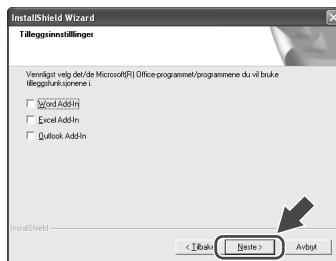 InstallShield Wizard
Tilleggsinnstillinger
Vennligst velg det/de Microsoft(R) Office-programmet/programmene du vil bruke
tilleggsfunksjonene i.
Word Add-In
Excel Add-In
Outlook Add-In
InstallShield
< Tilbake
Neste >
Avbryt